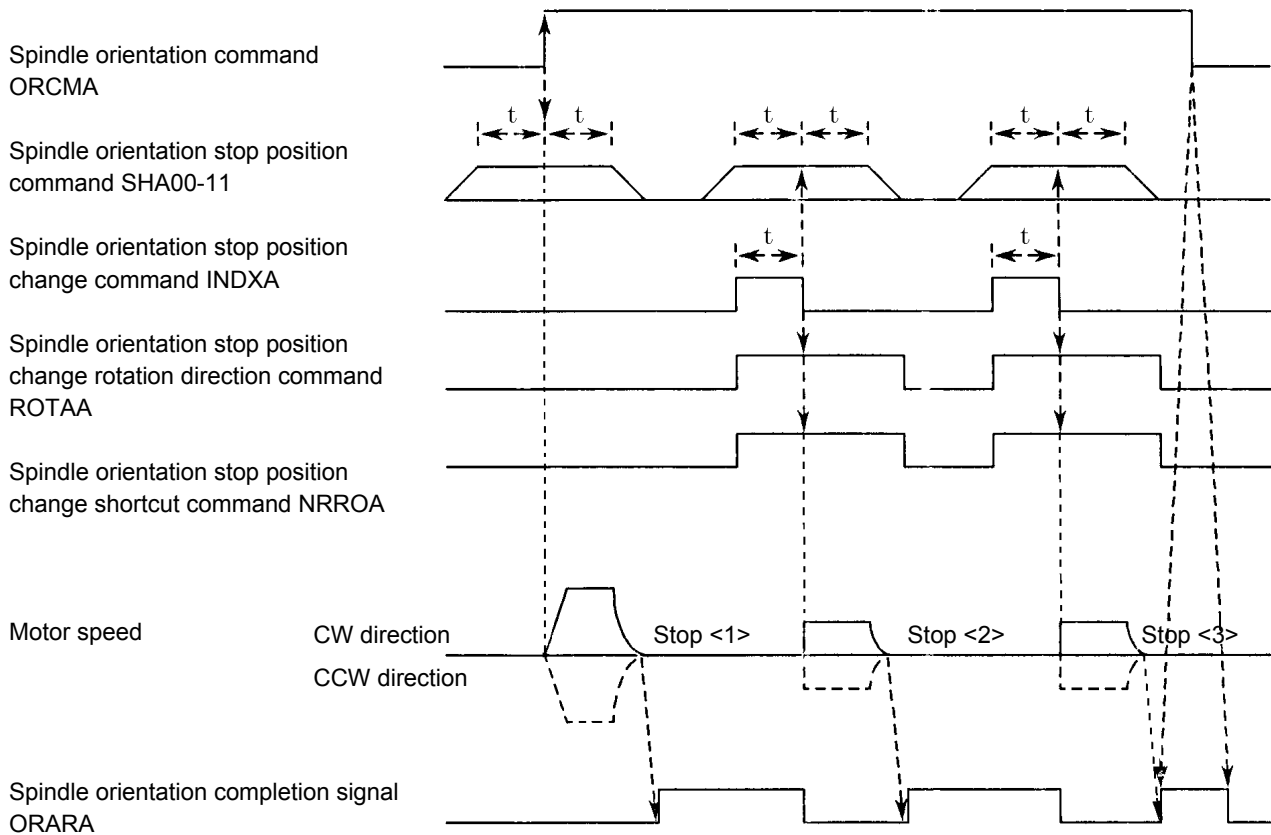 Spindle orientation command
ORCMA
t t t t t t
Spindle orientation stop position
command SHA00-11
t t
Spindle orientation stop position
change command INDXA
Spindle orientation stop position
change rotation direction command
ROTAA
Spindle orientation stop position
change shortcut command NRROA
Motor speed
CW direction
Stop <1>
Stop <2>
Stop <3>
CCW direction
Spindle orientation completion signal
ORARA